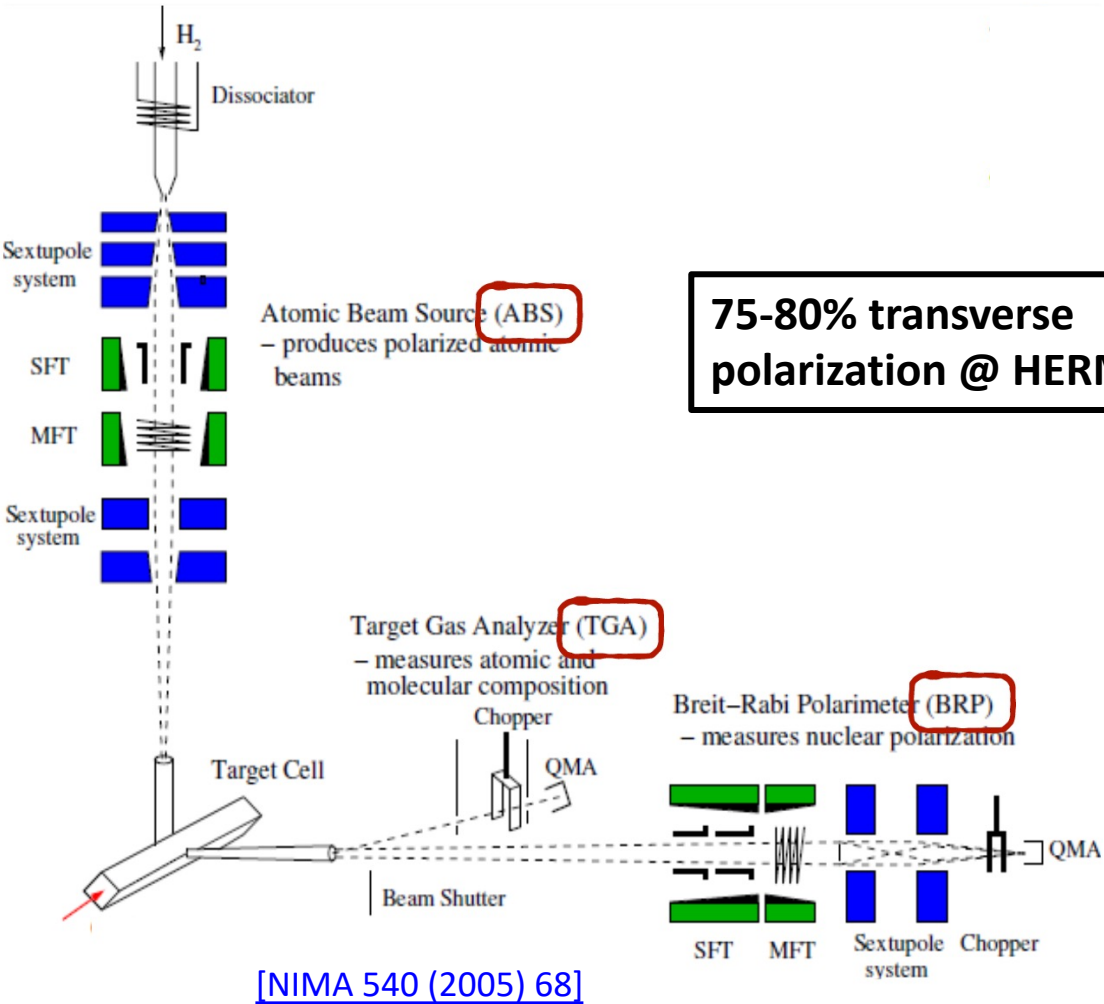 H2
Dissociator
Sextupole
system
Atomic Beam Source (ABS)
– produces polarized atomic
beams
75-80% transverse
polarization @ HERM
SFT
MFT
Sextupole
system
Target Gas Analyzer (TGA)
– measures atomic and
molecular composition
Chopper
QMA
Breit–Rabi Polarimeter (BRP)
– measures nuclear polarization
Target Cell
QMA
Beam Shutter
SFT
MFT
Sextupole
system
Chopper
[NIMA 540 (2005) 68]